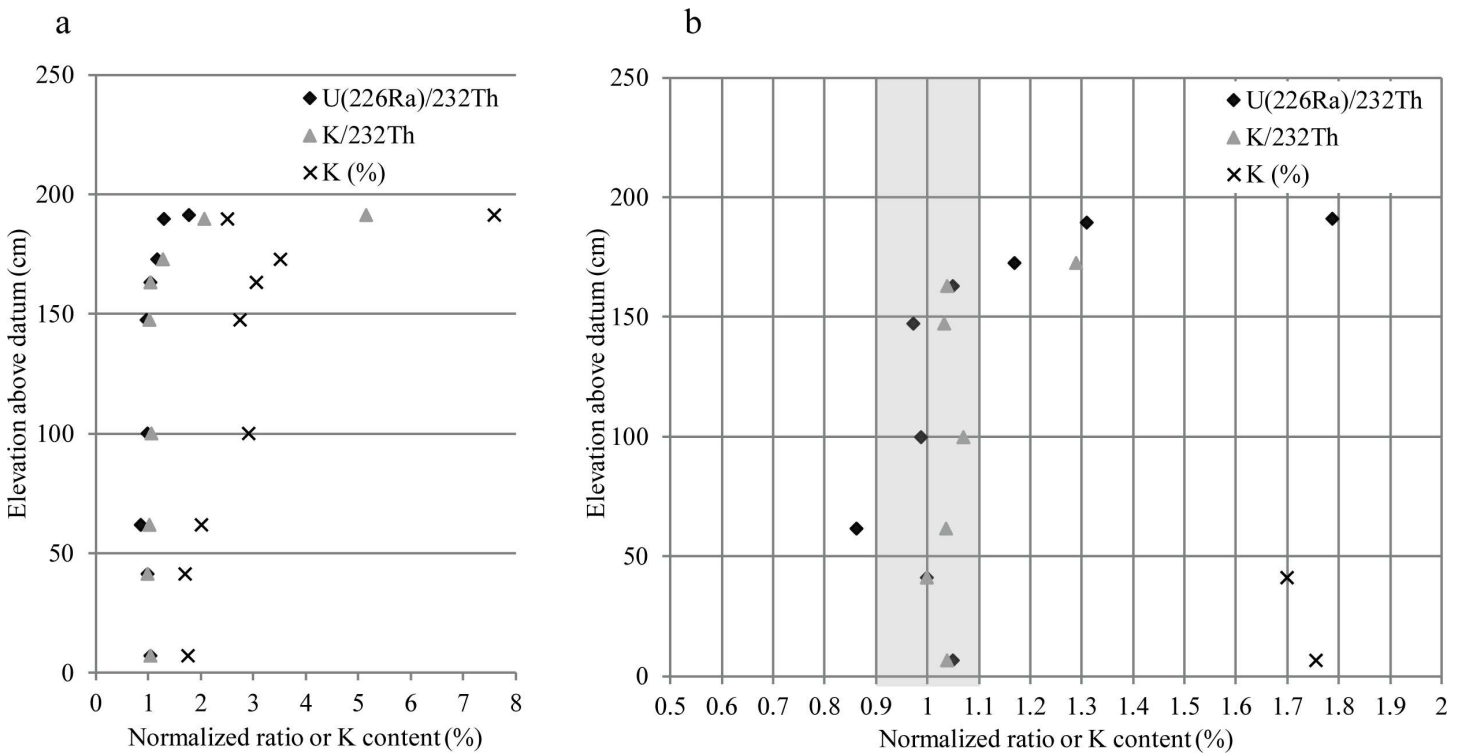 a
250
200
150
100
50
0
Elevation above datum (cm)
U(226Ra)/232Th
K/232Th
K (%)
0 1 2 3 4 5 6 7 8
Normalized ratio or K content (%)
b
250
200
150
100
50
0
Elevation above datum (cm)
U(226Ra)/232Th
K/232Th
K (%)
0.5 0.6 0.7 0.8 0.9 1 1.1 1.2 1.3 1.4 1.5 1.6 1.7 1.8 1.9 2
Normalized ratio or K content (%)